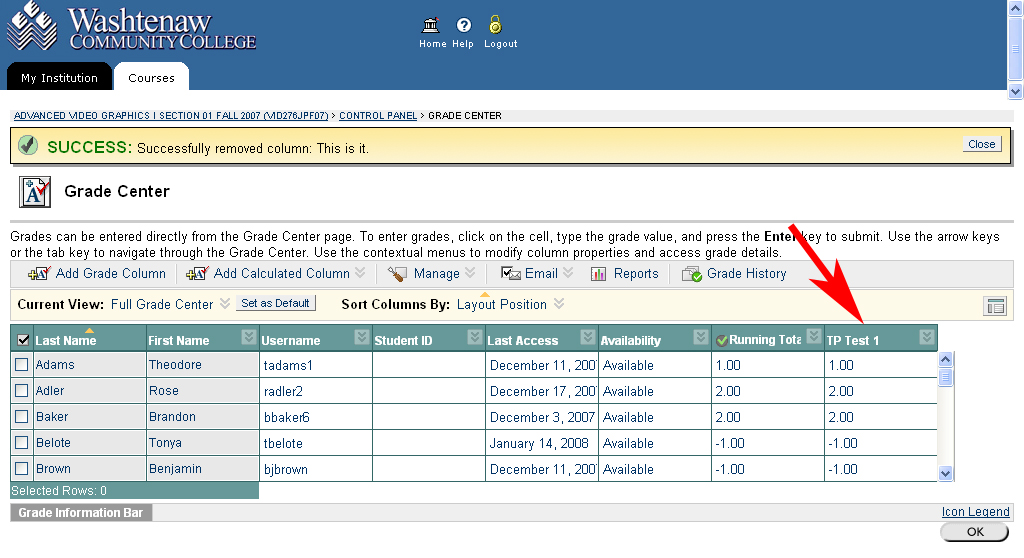 Washtenaw
COMMUNITY COLLEGE
Home Help Logout
My Institution Courses
ADVANCED VIDEO GRAPHICS I SECTION 01 FALL 2007 (VID276JPF07) > CONTROL PANEL > GRADE CENTER
SUCCESS: Successfully removed column: This is it. Close
Grade Center
Grades can be entered directly from the Grade Center page. To enter grades, click on the cell, type the grade value, and press the Enter key to submit. Use the arrow keys
or the tab key to navigate through the Grade Center. Use the contextual menus to modify column properties and access grade details.
Add Grade Column Add Calculated Column Manage Email Reports Grade History
Current View: Full Grade Center Set as Default Sort Columns By: Layout Position
Last Name First Name Username Student ID Last Access Availability Running Tota TP Test 1
Adams Theodore tadams1 December 11, 200 Available 1.00 1.00
Adler Rose radler2 December 17, 200 Available 2.00 2.00
Baker Brandon bbaker6 December 3, 2007 Available 2.00 2.00
Belote Tonya tbelote January 14, 2008 Available -1.00 -1.00
Brown Benjamin bjbrown December 11, 200 Available -1.00 -1.00
Selected Rows: 0
Grade Information Bar Icon Legend
OK